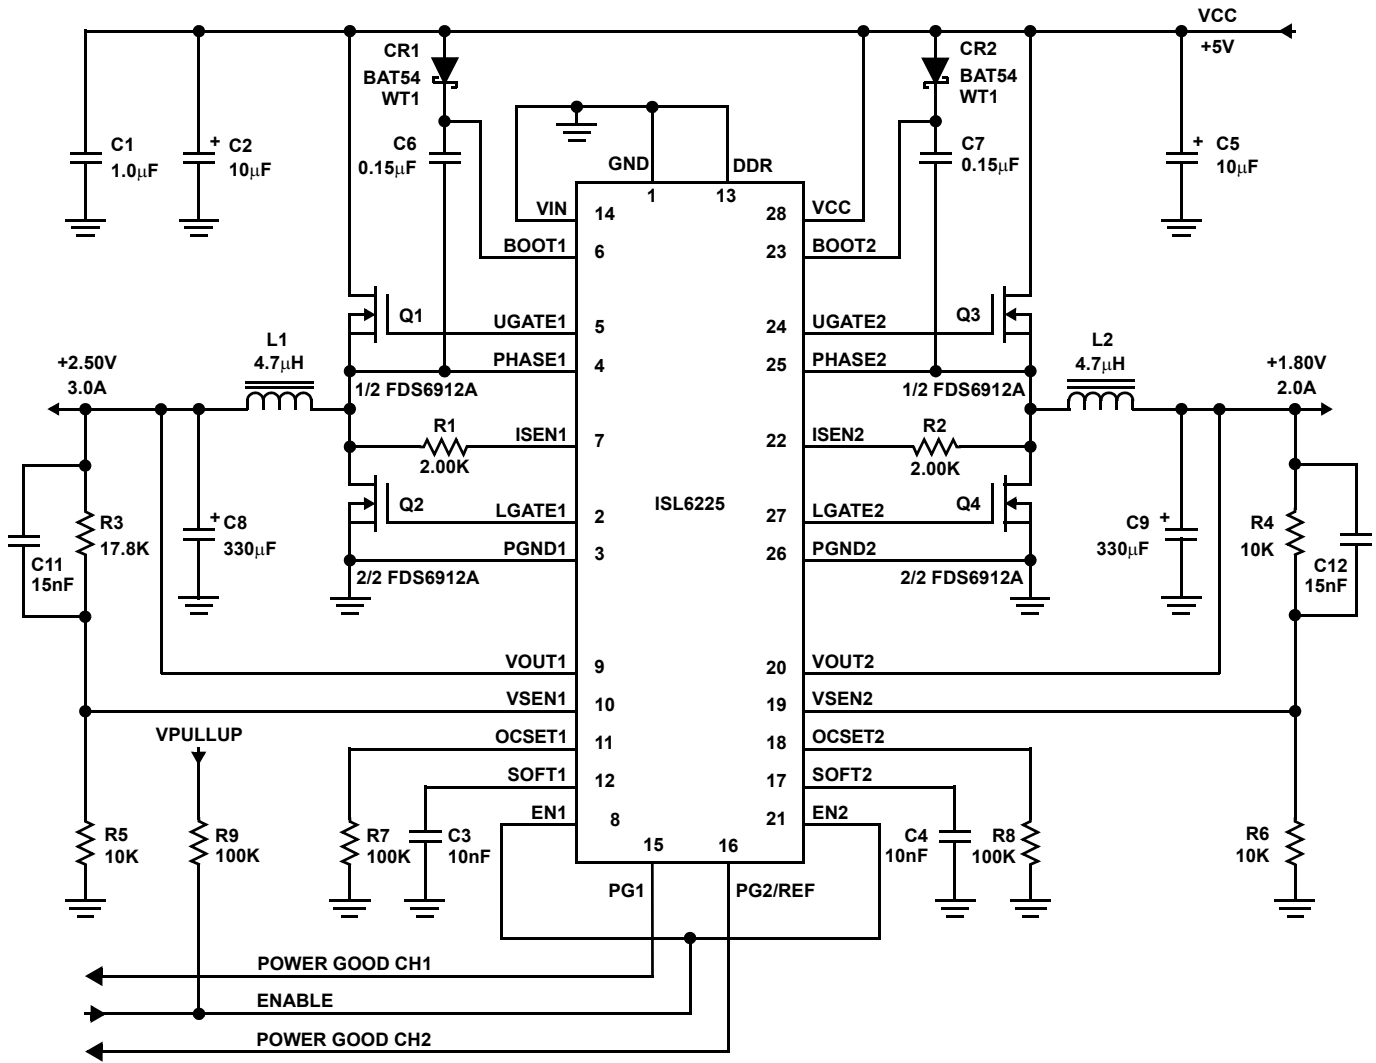 VCC
+5V
CR1
BAT54
WT1
CR2
BAT54
WT1
C1
1.0µF
+ C2
10µF
C6
0.15µF
C7
0.15µF
+ C5
10µF
GND
DDR
1
13
VIN
14
28
VCC
BOOT1
6
23
BOOT2
Q1
UGATE1
5
24
UGATE2
Q3
L1
4.7µH
PHASE1
4
25
PHASE2
L2
4.7µH
+2.50V
3.0A
1/2 FDS6912A
1/2 FDS6912A
+1.80V
2.0A
R1
2.00K
ISEN1
7
22
ISEN2
R2
2.00K
ISL6225
Q2
LGATE1
2
27
LGATE2
Q4
R3
17.8K
+ C8
330µF
C9 +
330µF
R4
10K
PGND1
3
26
PGND2
C11
15nF
2/2 FDS6912A
2/2 FDS6912A
C12
15nF
VOUT1
9
20
VOUT2
VSEN1
10
19
VSEN2
VPULLUP
OCSET1
11
18
OCSET2
SOFT1
12
17
SOFT2
EN1
8
21
EN2
R5
10K
R9
100K
R7
100K
C3
10nF
15
16
C4
10nF
R8
100K
R6
10K
PG1
PG2/REF
POWER GOOD CH1
ENABLE
POWER GOOD CH2